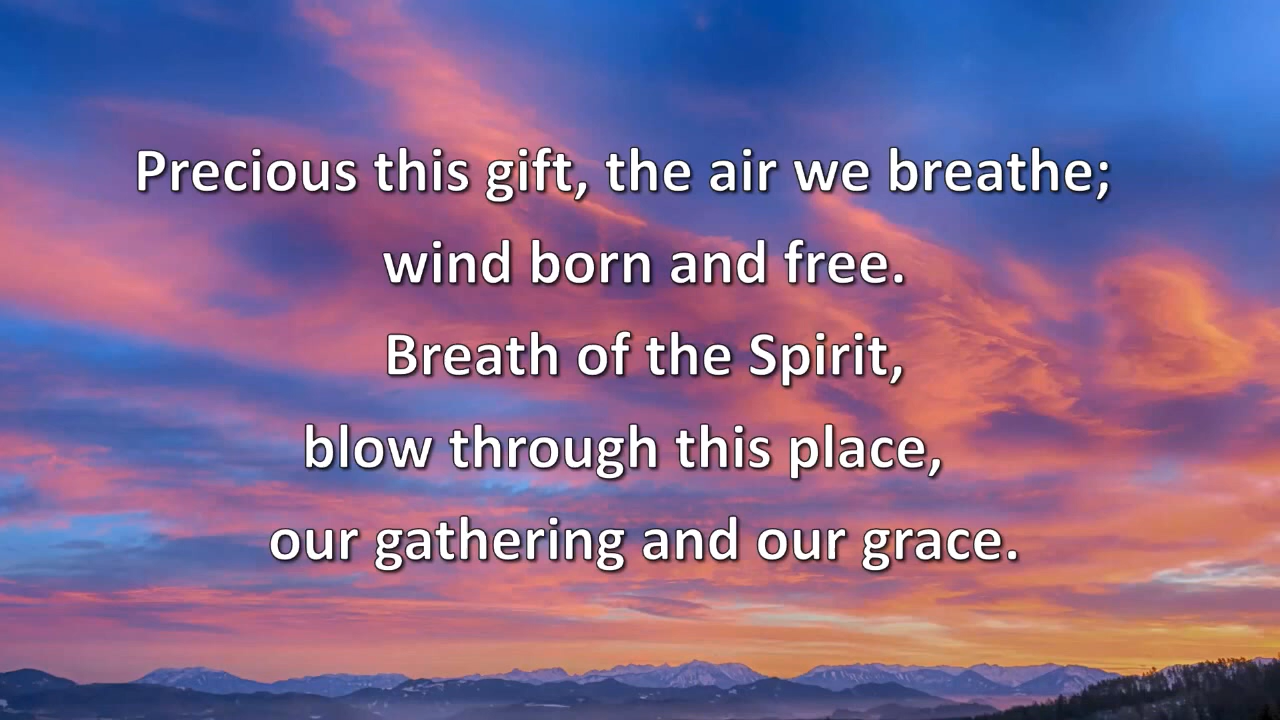 Precious this gift, the air we breathe;
wind born and free.
Breath of the Spirit,
blow through this place,
our gathering and our grace.